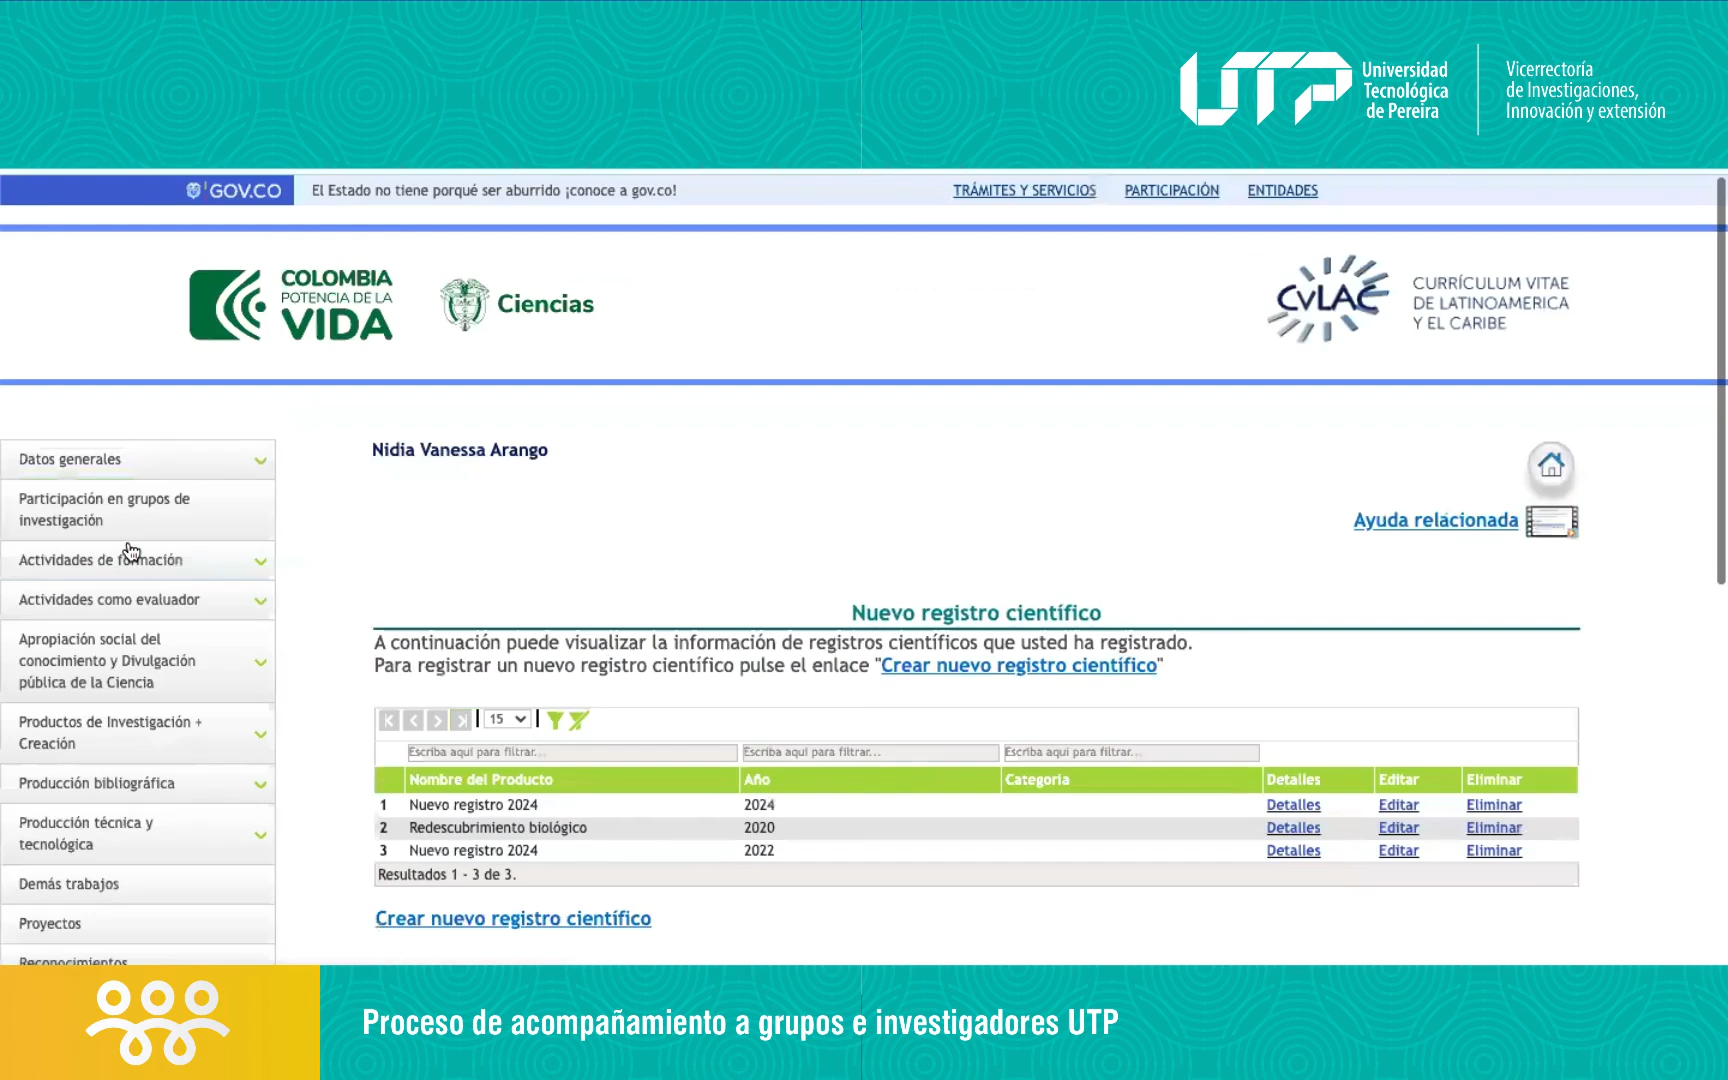 UTP
Universidad
Tecnológica
de Pereira
Vicerrectoría
de Investigaciones,
Innovación y extensión
GOV.CO
El Estado no tiene porqué ser aburrido ¡conoce a gov.co!
TRÁMITES Y SERVICIOS
PARTICIPACIÓN
ENTIDADES
COLOMBIA
POTENCIA DE LA
VIDA
Ciencias
CvLAC
CURRÍCULUM VITAE
DE LATINOAMERICA
Y EL CARIBE
Datos generales
Participación en grupos de
investigación
Actividades de formación
Actividades como evaluador
Apropiación social del
conocimiento y Divulgación
pública de la Ciencia
Productos de Investigación +
Creación
Producción bibliográfica
Producción técnica y
tecnológica
Demás trabajos
Proyectos
Reconocimientos
Nidia Vanessa Arango
Ayuda relacionada
Nuevo registro científico
A continuación puede visualizar la información de registros científicos que usted ha registrado.
Para registrar un nuevo registro científico pulse el enlace "Crear nuevo registro científico"
15
Escriba aquí para filtrar... Escriba aquí para filtrar... Escriba aquí para filtrar...
Nombre del Producto Año Categoría Detalles Editar Eliminar
1 Nuevo registro 2024 2024 Detalles Editar Eliminar
2 Redescubrimiento biológico 2020 Detalles Editar Eliminar
3 Nuevo registro 2024 2022 Detalles Editar Eliminar
Resultados 1 - 3 de 3.
Crear nuevo registro científico
Proceso de acompañamiento a grupos e investigadores UTP